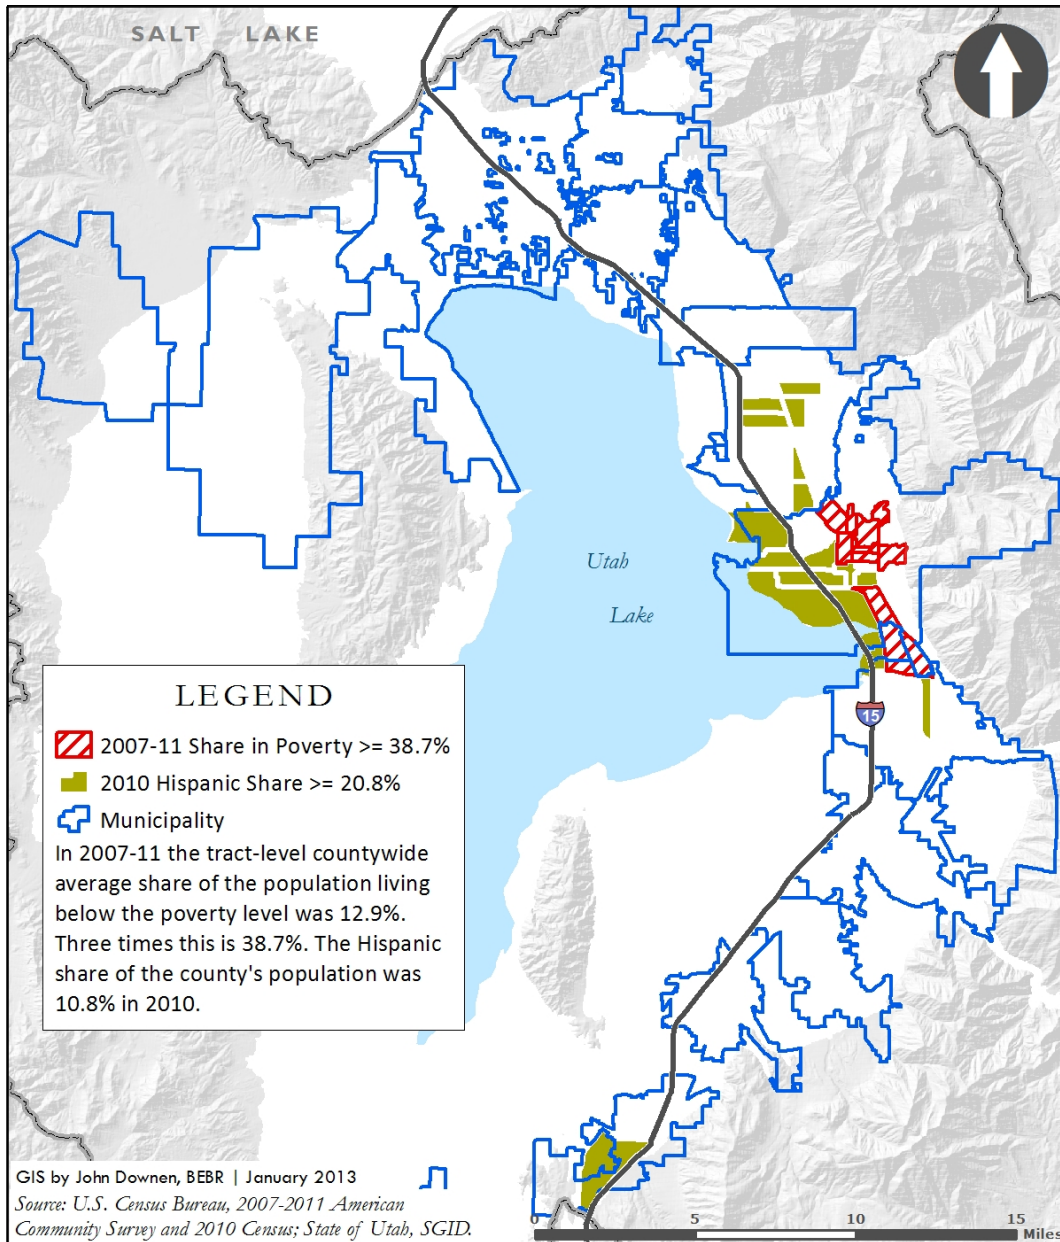 SALT LAKE
Utah
Lake
15
LEGEND
2007-11 Share in Poverty >= 38.7%
2010 Hispanic Share >= 20.8%
Municipality
In 2007-11 the tract-level countywide
average share of the population living
below the poverty level was 12.9%.
Three times this is 38.7%. The Hispanic
share of the county's population was
10.8% in 2010.
GIS by John Downen, BEBR | January 2013
Source: U.S. Census Bureau, 2007-2011 American
Community Survey and 2010 Census; State of Utah, SGID.
0 5 10 15
Miles